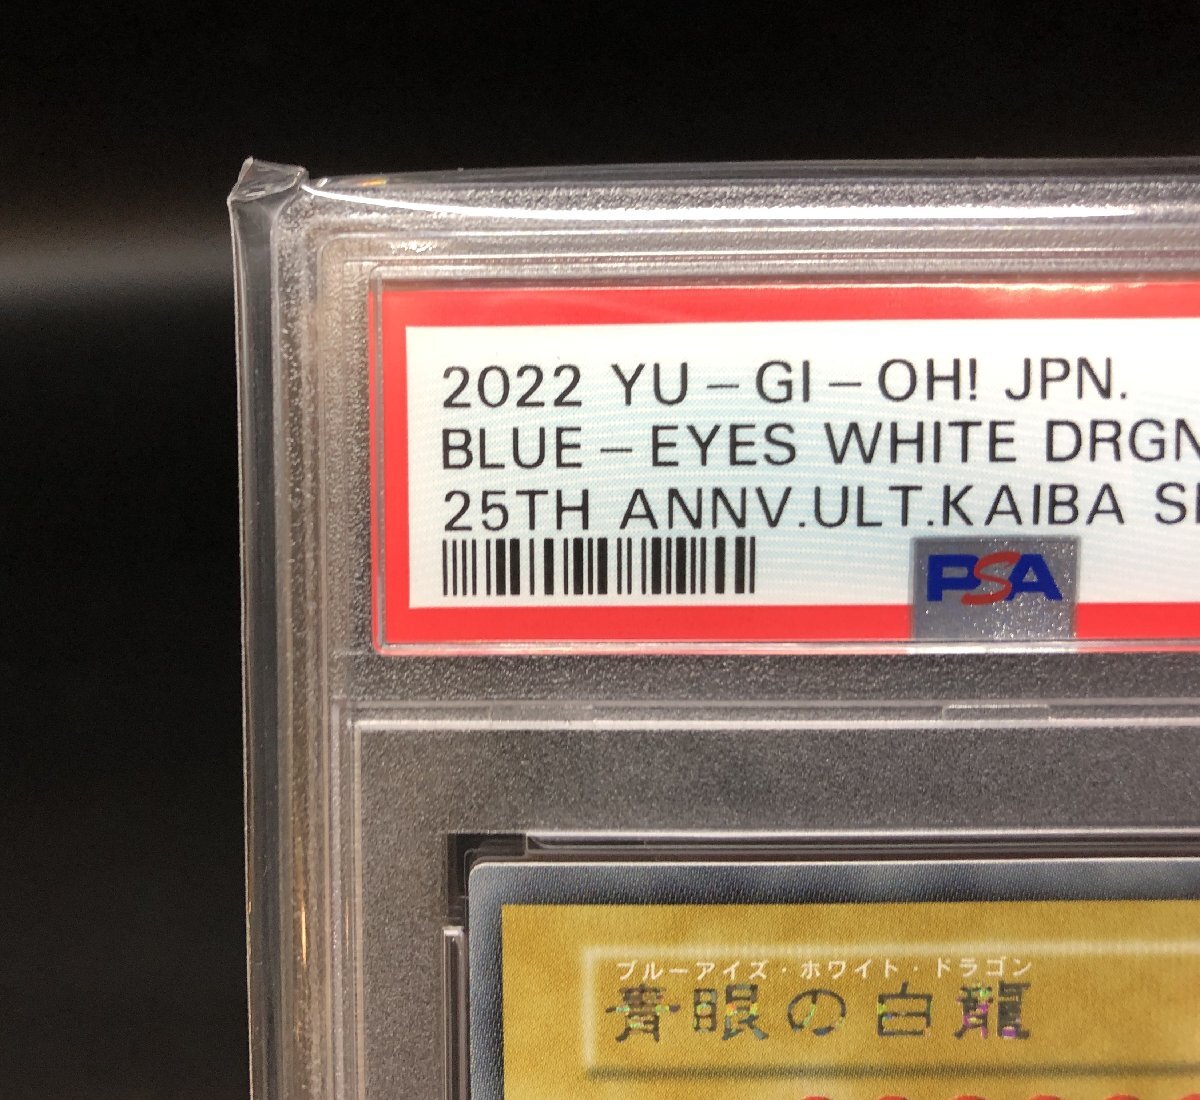 2022 YU-GI-OH! JPN.
BLUE-EYES WHITE DRGN
25TH ANNV.ULT.KAIBA
PSA
ブルーアイズ・ホワイト・ドラゴン
青眼の白龍